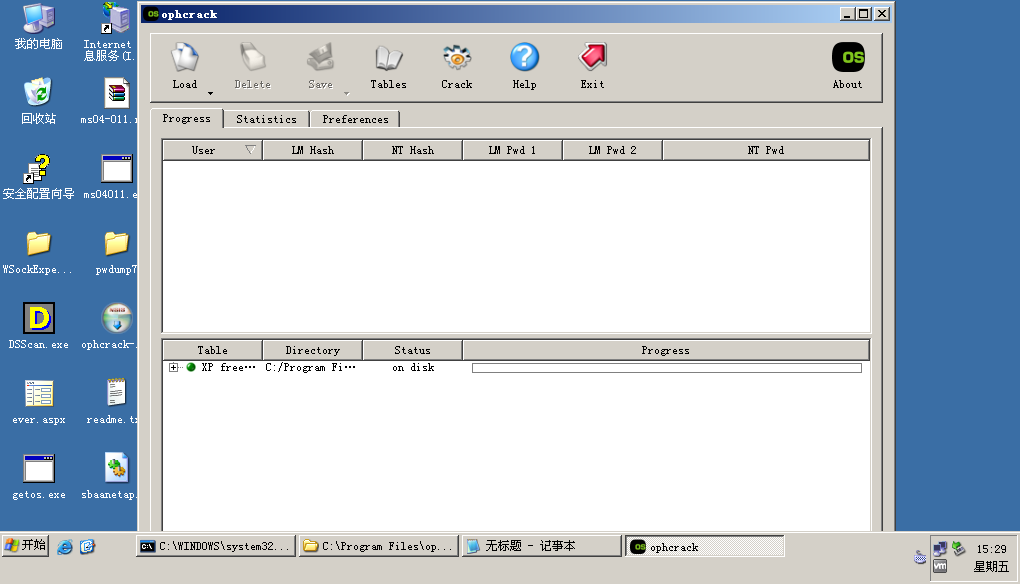 ophcrack
Load
Delete
Save
Tables
Crack
Help
Exit
OS
About
Progress
Statistics
Preferences
User
LM Hash
NT Hash
LM Pwd 1
LM Pwd 2
NT Pwd
Table
Directory
Status
Progress
XP free...
C:/Program Fi...
on disk
我的电脑
Internet
息服务(I.
回收站
ms04-011.r
安全配置向导
ms04011.e
WSockExpe...
pwdump7
DSScan.exe
ophcrack-.
ever.aspx
readme.tx
getos.exe
sbaanetap.
开始
C:\WINDOWS\system32...
C:\Program Files\op...
无标题 - 记事本
ophcrack
15:29
星期五